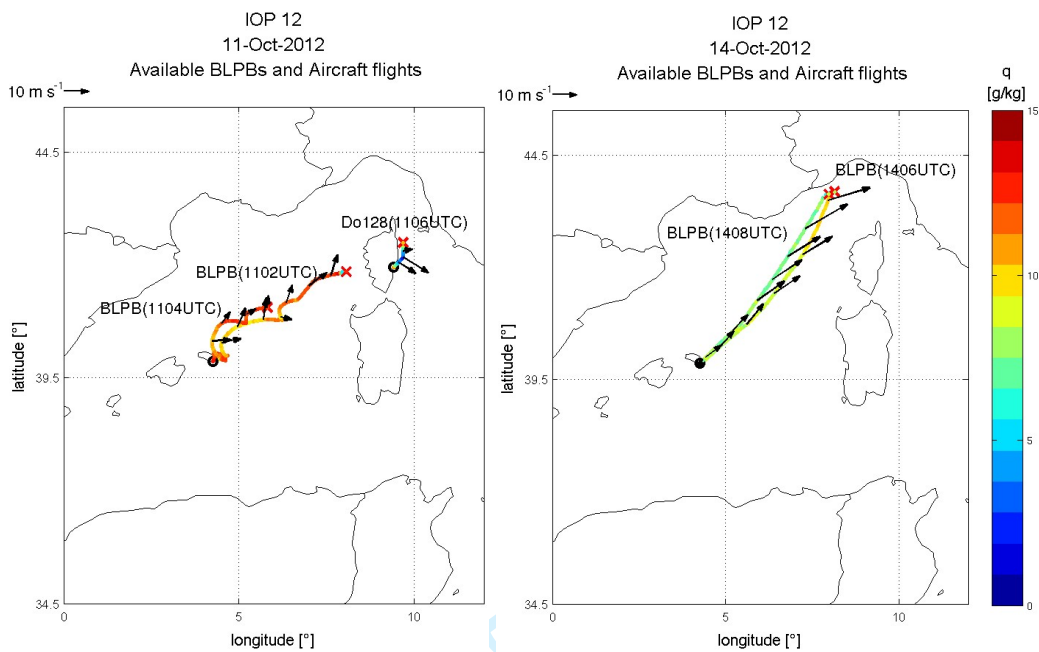 IOP 12
11-Oct-2012
Available BLPBs and Aircraft flights
10 m s⁻¹
44.5
39.5
34.5
latitude [°]
0
5
10
longitude [°]
Do128(1106UTC)
BLPB(1102UTC)
BLPB(1104UTC)
IOP 12
14-Oct-2012
Available BLPBs and Aircraft flights
10 m s⁻¹
44.5
39.5
34.5
latitude [°]
0
5
10
longitude [°]
BLPB(1406UTC)
BLPB(1408UTC)
q
[g/kg]
15
10
5
0